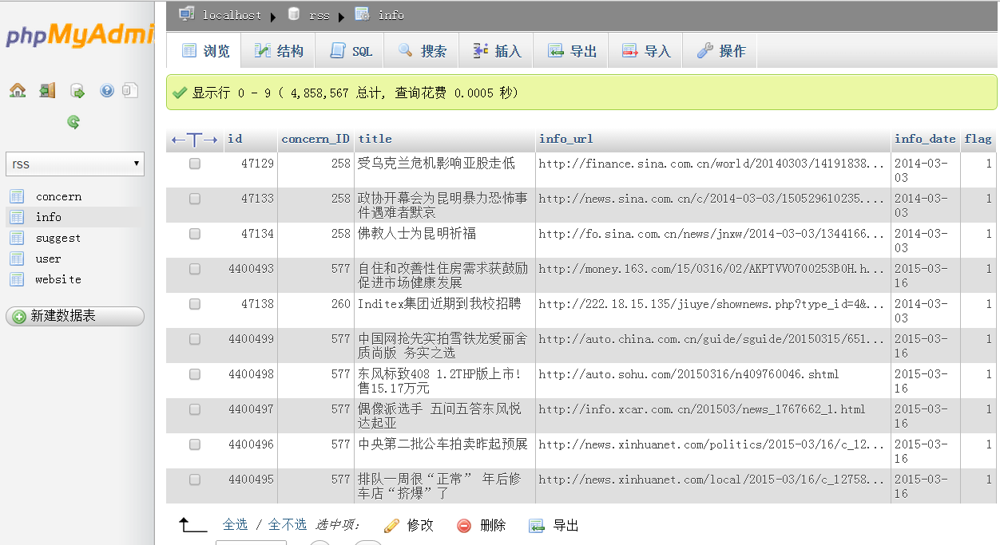 localhost ▶ rss ▶ info
phpMyAdmi
浏览 结构 SQL 搜索 插入 导出 导入 操作
显示行 0 - 9 ( 4,858,567 总计, 查询花费 0.0005 秒)
rss
concern
info
suggest
user
website
新建数据表
←T→ id concern_ID title info_url info_date flag
47129 258 受乌克兰危机影响亚股走低 http://finance.sina.com.cn/world/20140303/14191838... 2014-03-
03 1
47133 258 政协开幕会为昆明暴力恐怖事
件遇难者默哀 http://news.sina.com.cn/c/2014-03-03/150529610235.... 2014-03-
03 1
47134 258 佛教人士为昆明祈福 http://fo.sina.com.cn/news/jnxw/2014-03-03/1344166... 2014-03-
03 1
4400493 577 自住和改善性住房需求获鼓励
促进市场健康发展 http://money.163.com/15/0316/02/AKPTVVO700253B0H.h... 2015-03-
16 1
47138 260 Inditex集团近期到我校招聘 http://222.18.15.135/jiuye/shownews.php?type_id=4&... 2014-03-
03 1
4400499 577 中国网抢先实拍雪铁龙爱丽舍
质尚版 务实之选 http://auto.china.com.cn/guide/sguide/20150315/651... 2015-03-
16 1
4400498 577 东风标致408 1.2THP版上市!
售15.17万元 http://auto.sohu.com/20150316/n409760046.shtml 2015-03-
16 1
4400497 577 偶像派选手 五问五答东风悦
达起亚 http://info.xcar.com.cn/201503/news_1767662_1.html 2015-03-
16 1
4400496 577 中央第二批公车拍卖昨起预展 http://news.xinhuanet.com/politics/2015-03/16/c_12... 2015-03-
16 1
4400495 577 排队一周很“正常” 年后修
车店“挤爆”了 http://news.xinhuanet.com/local/2015-03/16/c_12758... 2015-03-
16 1
全选 / 全不选 选中项: 修改 删除 导出